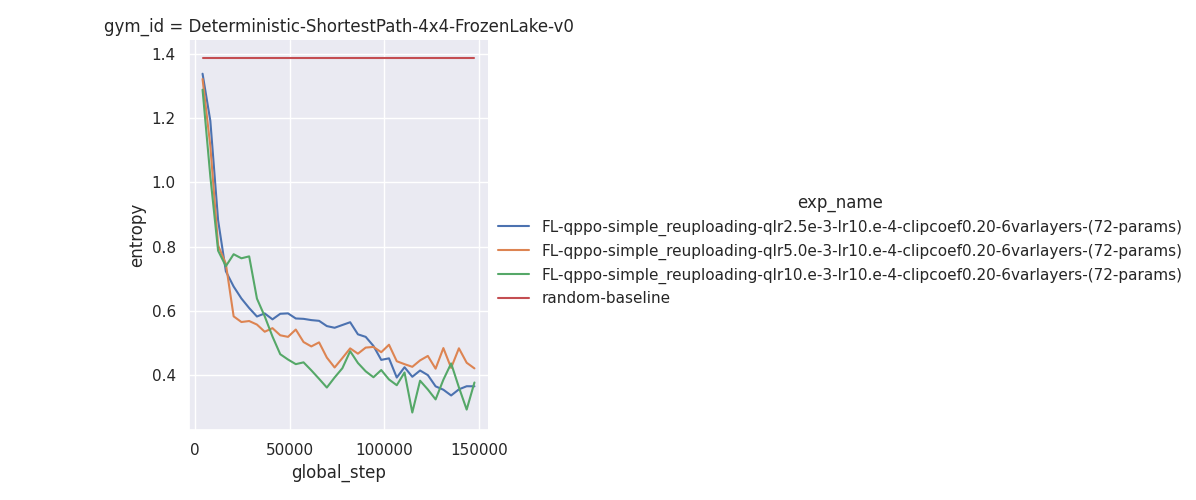 gym_id = Deterministic-ShortestPath-4x4-FrozenLake-v0
1.4
1.2
1.0
0.8
0.6
0.4
entropy
0 50000 100000 150000
global_step
exp_name
FL-qppo-simple_reuploading-qlr2.5e-3-lr10.e-4-clipcoef0.20-6varlayers-(72-params)
FL-qppo-simple_reuploading-qlr5.0e-3-lr10.e-4-clipcoef0.20-6varlayers-(72-params)
FL-qppo-simple_reuploading-qlr10.e-3-lr10.e-4-clipcoef0.20-6varlayers-(72-params)
random-baseline